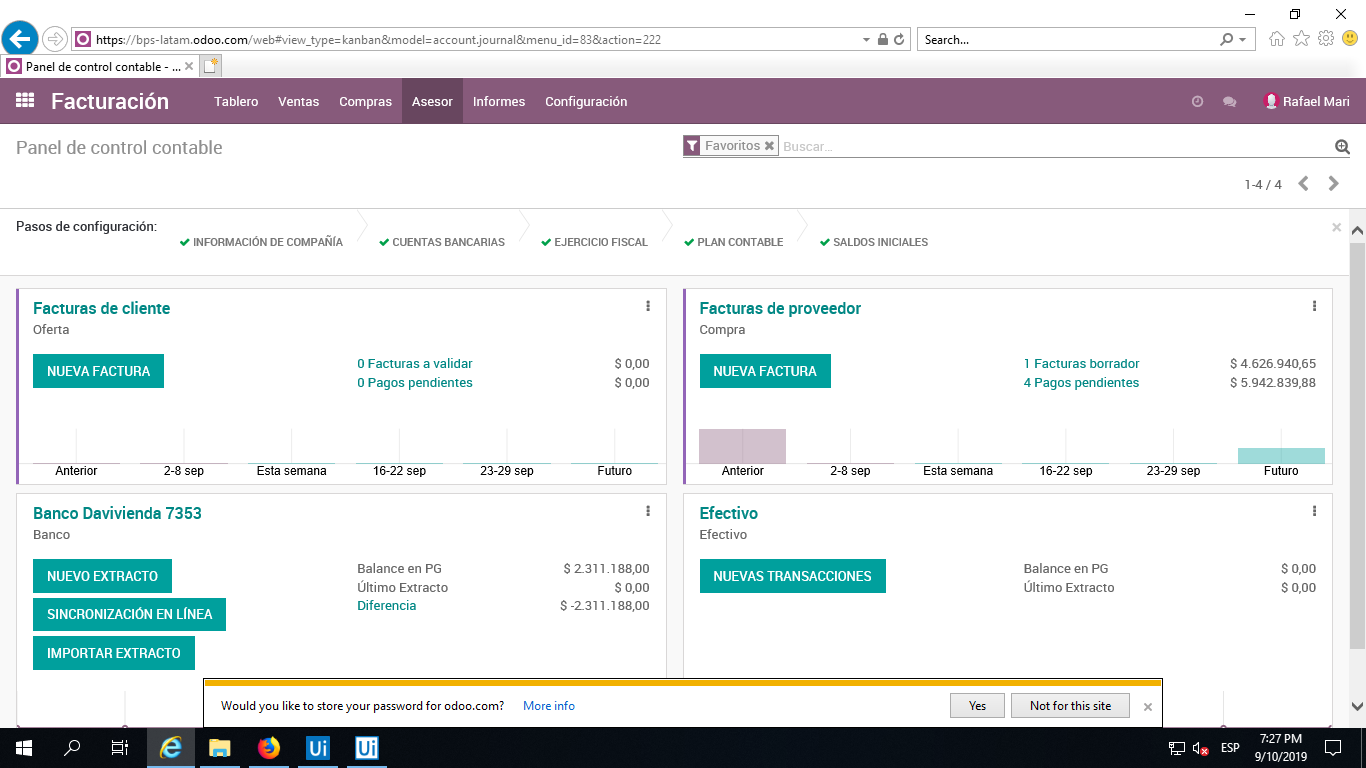 https://bps-latam.odoo.com/web#view_type=kanban&model=account.journal&menu_id=83&action=222
Search...
Panel de control contable - ...
Facturación Tablero Ventas Compras Asesor Informes Configuración Rafael Mari
Panel de control contable
Favoritos Buscar...
1-4 / 4
Pasos de configuración:
INFORMACIÓN DE COMPAÑÍA CUENTAS BANCARIAS EJERCICIO FISCAL PLAN CONTABLE SALDOS INICIALES
Facturas de cliente
Oferta
NUEVA FACTURA
0 Facturas a validar $ 0,00
0 Pagos pendientes $ 0,00
Anterior 2-8 sep Esta semana 16-22 sep 23-29 sep Futuro
Facturas de proveedor
Compra
NUEVA FACTURA
1 Facturas borrador $ 4.626.940,65
4 Pagos pendientes $ 5.942.839,88
Anterior 2-8 sep Esta semana 16-22 sep 23-29 sep Futuro
Banco Davivienda 7353
Banco
NUEVO EXTRACTO
SINCRONIZACIÓN EN LÍNEA
IMPORTAR EXTRACTO
Balance en PG $ 2.311.188,00
Último Extracto $ 0,00
Diferencia $ -2.311.188,00
Efectivo
Efectivo
NUEVAS TRANSACCIONES
Balance en PG $ 0,00
Último Extracto $ 0,00
Would you like to store your password for odoo.com? More info Yes Not for this site
Ui Ui
ESP
7:27 PM
9/10/2019